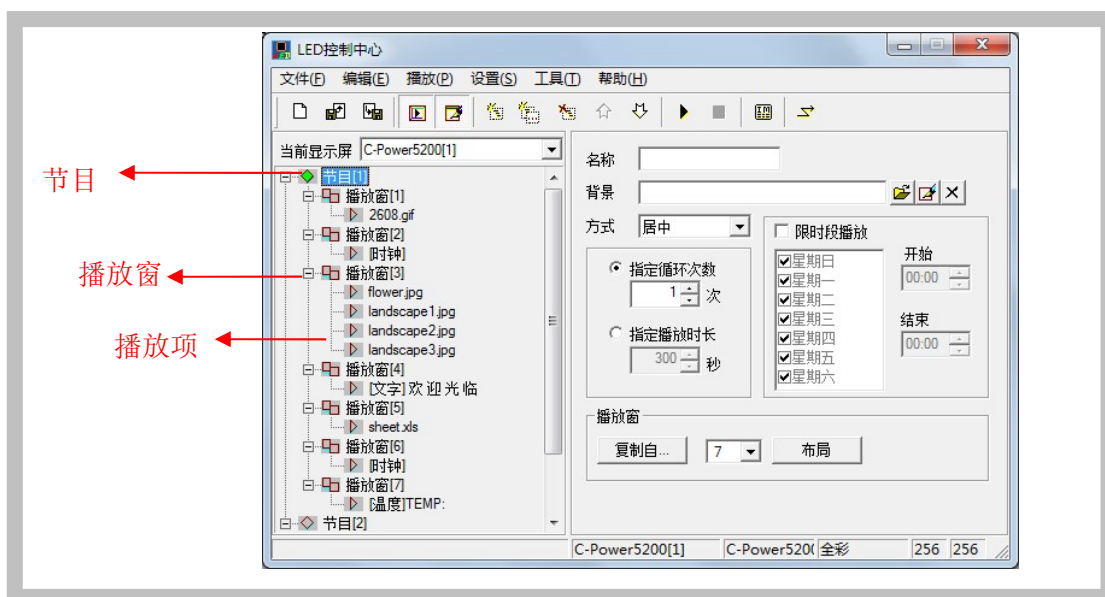 LED控制中心
文件(F) 编辑(E) 播放(P) 设置(S) 工具(T) 帮助(H)
当前显示屏 C-Power5200[1]
节目
播放窗
播放项
节目[1]
播放窗[1]
2608.gif
播放窗[2]
[时钟]
播放窗[3]
flower.jpg
landscape1.jpg
landscape2.jpg
landscape3.jpg
播放窗[4]
[文字]欢迎光临
播放窗[5]
sheet.xls
播放窗[6]
[时钟]
播放窗[7]
[温度]TEMP:
节目[2]
名称
背景
方式 居中
指定循环次数
1 次
指定播放时长
300 秒
限时段播放
星期日
星期一
星期二
星期三
星期四
星期五
星期六
开始
00:00
结束
00:00
播放窗
复制自... 7 布局
C-Power5200[1] C-Power520( 全彩 256 256